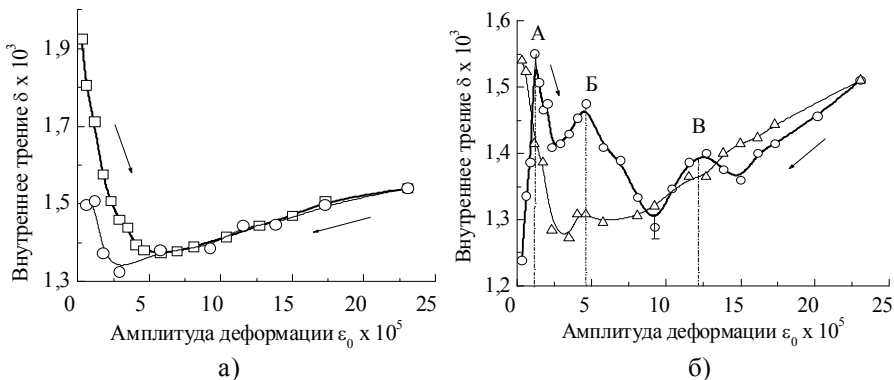 Внутреннее трение δ x 10³
1,9
1,7
1,5
1,3
0
5
10
15
20
25
Амплитуда деформации ε₀ x 10⁵
а)
Внутреннее трение δ x 10³
1,5
1,4
1,3
1,2
А
Б
В
0
5
10
15
20
25
Амплитуда деформации ε₀ x 10⁵
б)